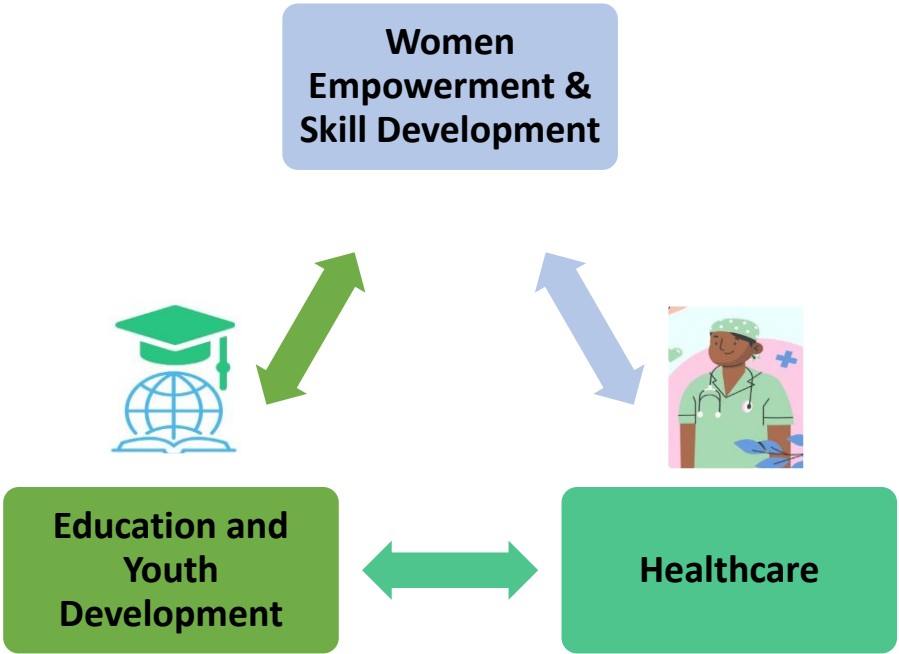 Women
Empowerment &
Skill Development
Education and
Youth
Development
Healthcare